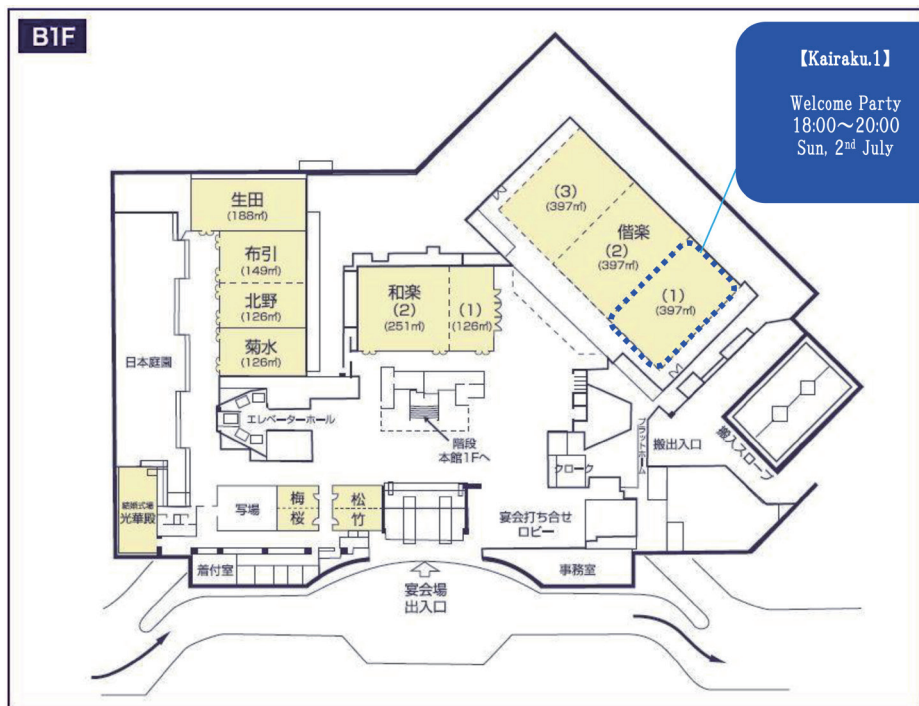 B1F
【Kairaku.1】
Welcome Party
18:00～20:00
Sun, 2nd July
生田
(188㎡)
布引
(149㎡)
北野
(126㎡)
菊水
(126㎡)
日本庭園
和楽
(2)
(251㎡)
(1)
(126㎡)
(3)
(397㎡)
偕楽
(2)
(397㎡)
(1)
(397㎡)
エレベーターホール
階段
本館1Fへ
クローク
プラットホーム
搬出入口
搬入スロープ
結婚式場
光華殿
写場
梅
桜
松
竹
宴会打ち合せ
ロビー
着付室
宴会場
出入口
事務室